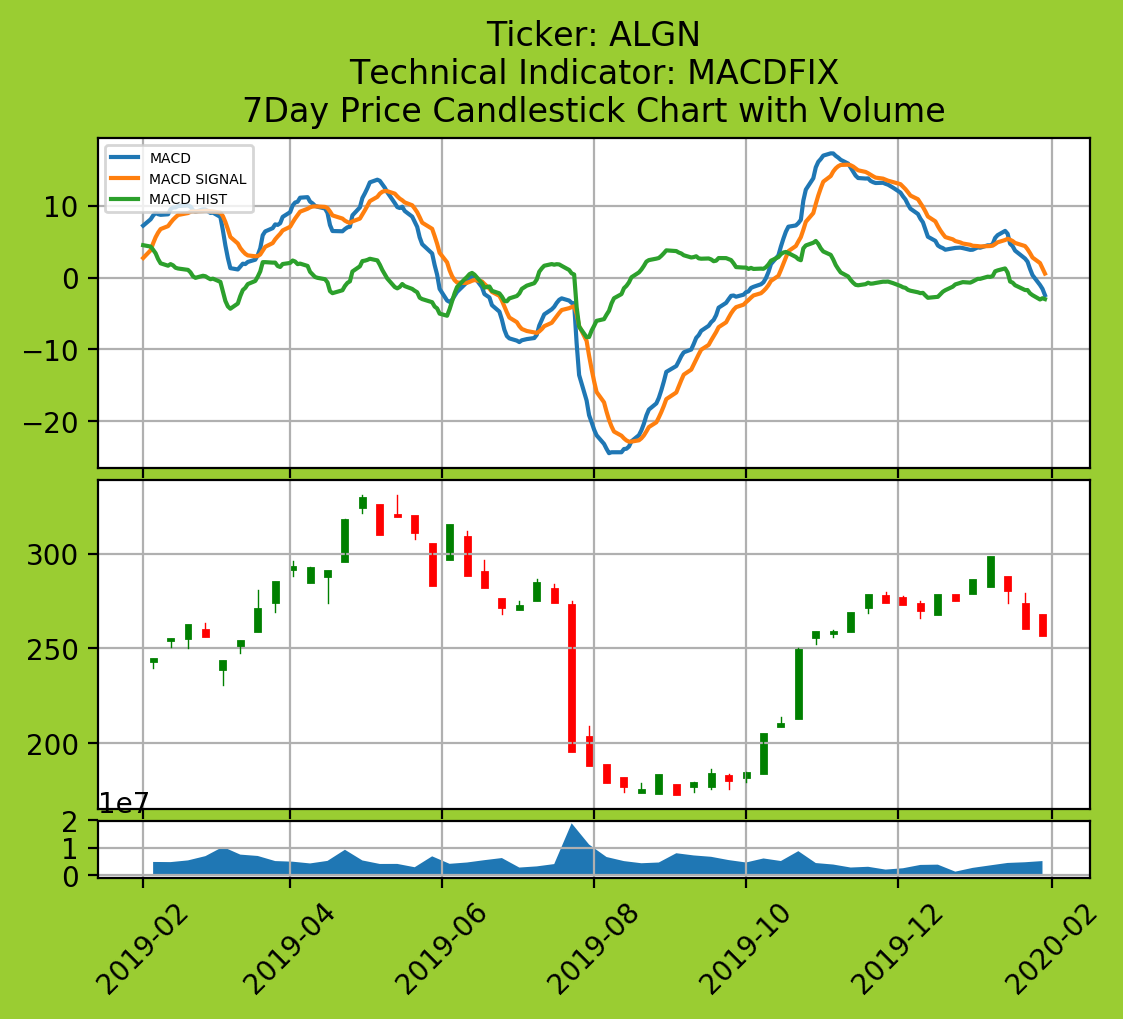 Ticker: ALGN
Technical Indicator: MACDFIX
7Day Price Candlestick Chart with Volume
MACD
MACD SIGNAL
MACD HIST
10
0
−10
−20
300
250
200
1e7
2
1
0
2019-02
2019-04
2019-06
2019-08
2019-10
2019-12
2020-02